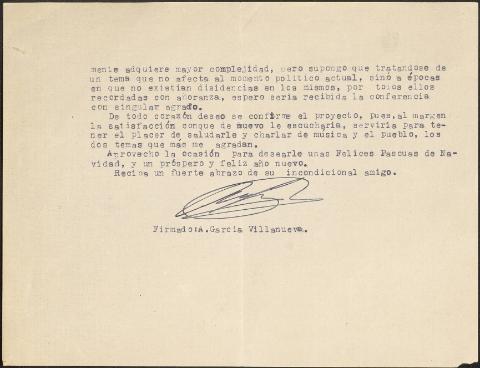 mente adquiere mayor complejidad, pero supongo que tratandose de
un tema que no afecta al momento politico actual, sinó a épocas
en que no existian disidencias en los mismos, por todos ellos
recordadas con añoranza, espero seria recibida la conferencia
con singular agrado.
De todo corazón deseo se confirme el proyecto, pues, al margen
la satisfacción conque de nuevo le escucharia, serviria para te-
ner el placer de saludarle y charlar de musica y el pueblo, los
dos temas que mas me agradan.
Aprovecho la ocasión para desearle unas Felices Pascuas de Na-
vidad, y un próspero y feliz año nuevo.
Reciba un fuerte abrazo de su incondicional amigo.
Firmado:A.Garcia Villanueva.